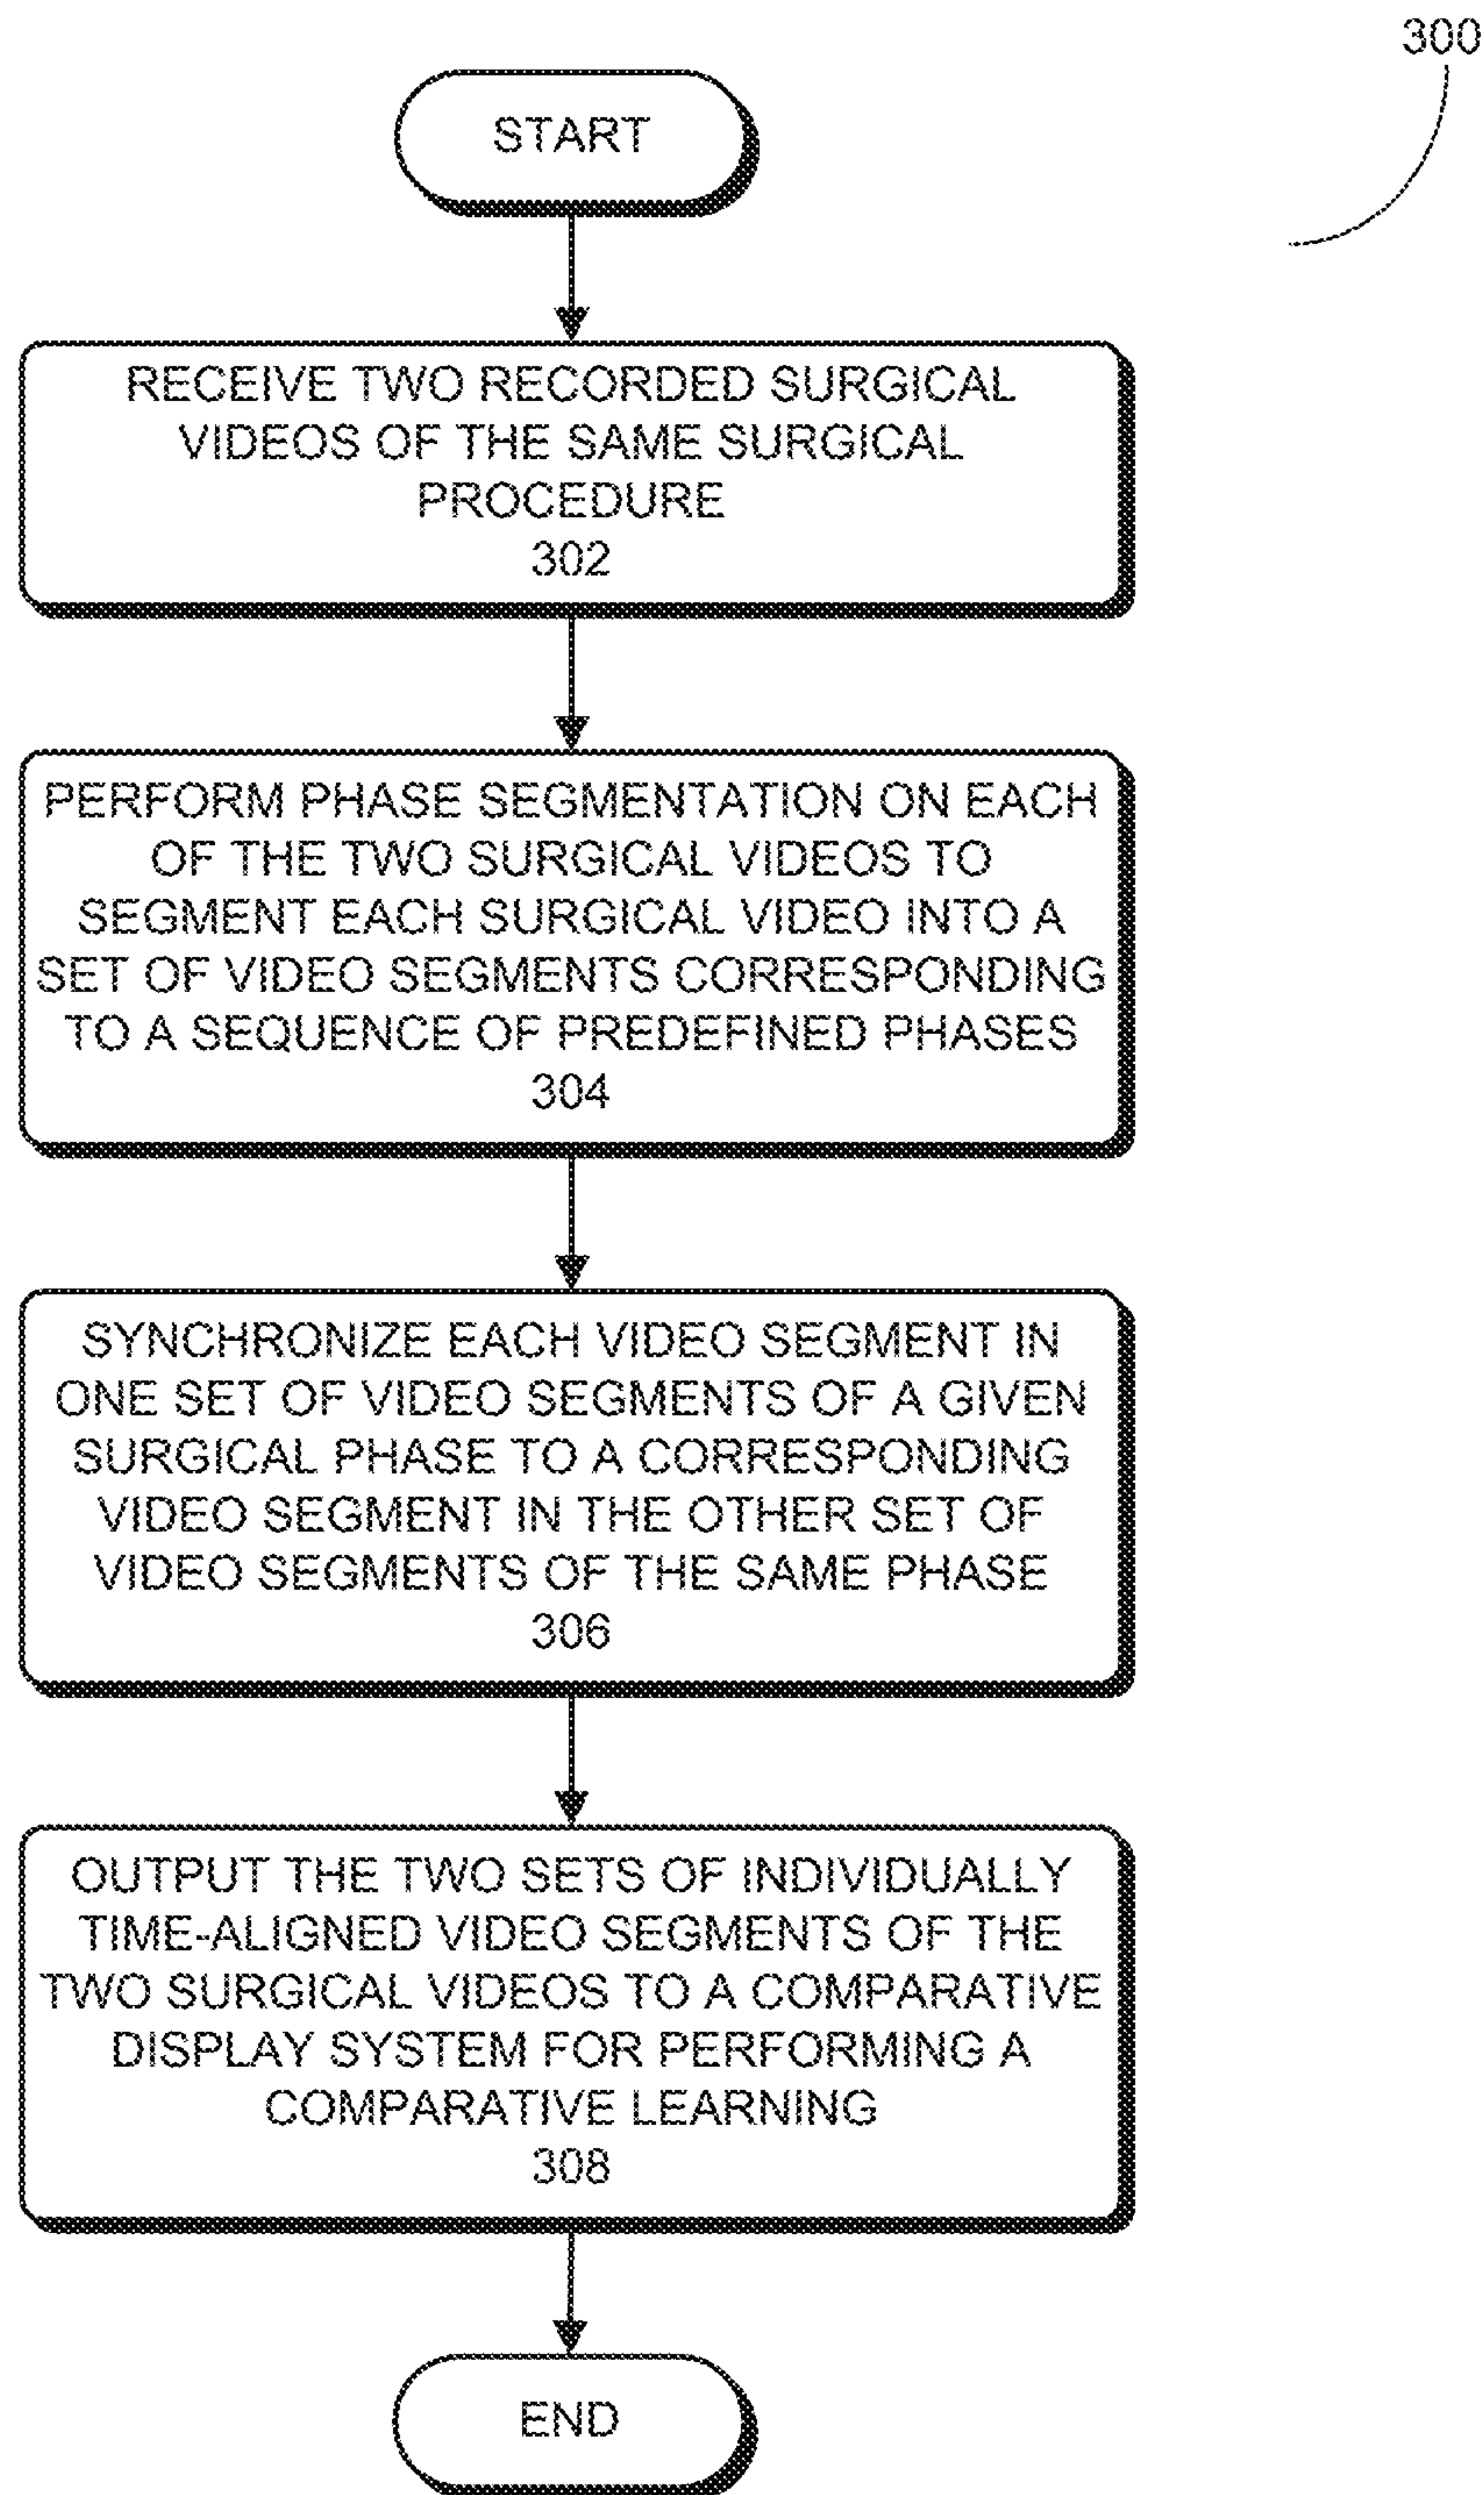 300
START
RECEIVE TWO RECORDED SURGICAL
VIDEOS OF THE SAME SURGICAL
PROCEDURE
302
PERFORM PHASE SEGMENTATION ON EACH
OF THE TWO SURGICAL VIDEOS TO
SEGMENT EACH SURGICAL VIDEO INTO A
SET OF VIDEO SEGMENTS CORRESPONDING
TO A SEQUENCE OF PREDEFINED PHASES
304
SYNCHRONIZE EACH VIDEO SEGMENT IN
ONE SET OF VIDEO SEGMENTS OF A GIVEN
SURGICAL PHASE TO A CORRESPONDING
VIDEO SEGMENT IN THE OTHER SET OF
VIDEO SEGMENTS OF THE SAME PHASE
306
OUTPUT THE TWO SETS OF INDIVIDUALLY
TIME-ALIGNED VIDEO SEGMENTS OF THE
TWO SURGICAL VIDEOS TO A COMPARATIVE
DISPLAY SYSTEM FOR PERFORMING A
COMPARATIVE LEARNING
308
END